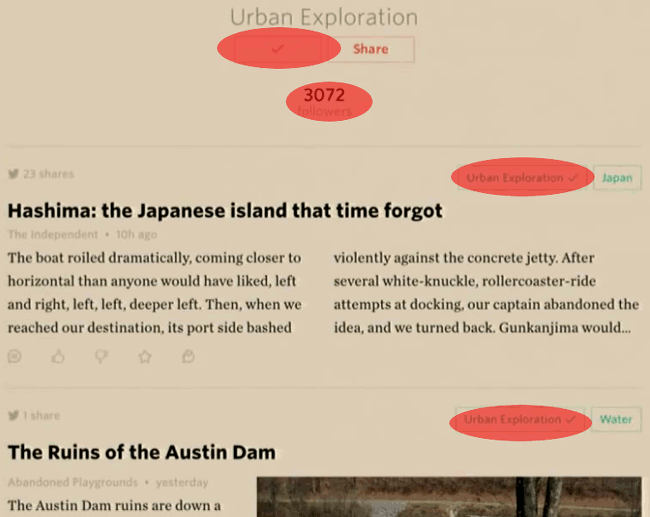 Urban Exploration
Share
3072
followers
23 shares
Urban Exploration
Japan
Hashima: the Japanese island that time forgot
The Independent • 10h ago
The boat roiled dramatically, coming closer to
horizontal than anyone would have liked, left
and right, left, left, deeper left. Then, when we
reached our destination, its port side bashed
violently against the concrete jetty. After
several white-knuckle, rollercoaster-ride
attempts at docking, our captain abandoned the
idea, and we turned back. Gunkanjima would...
1 share
Urban Exploration
Water
The Ruins of the Austin Dam
Abandoned Playgrounds • yesterday
The Austin Dam ruins are down a